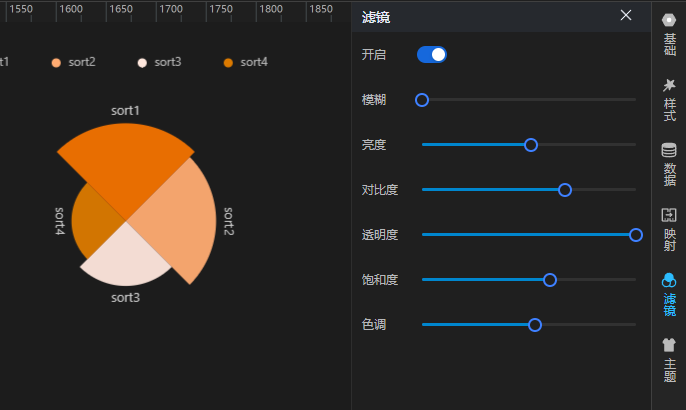 1550 1600 1650 1700 1750 1800 1850
t1 sort2 sort3 sort4
sort1
sort4
sort2
sort3
滤镜
开启
模糊
亮度
对比度
透明度
饱和度
色调
基础
样式
数据
映射
滤镜
主题